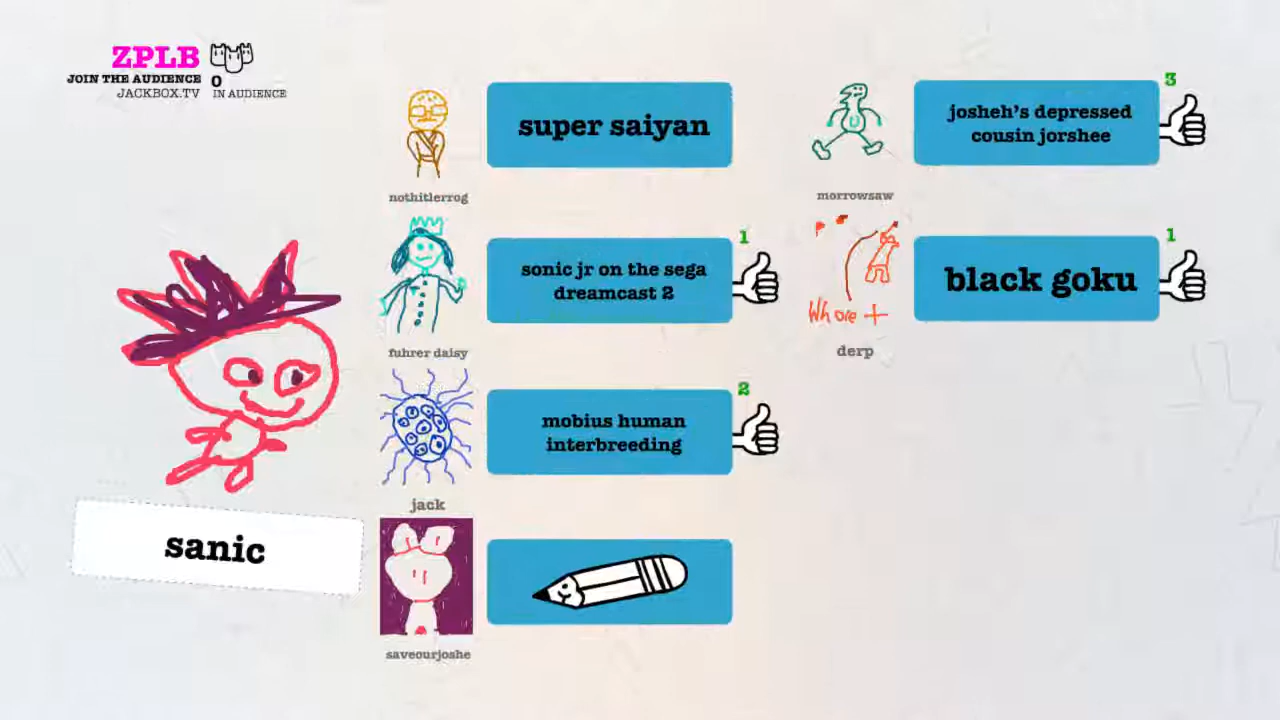 ZPLB
JOIN THE AUDIENCE
JACKBOX.TV
0
IN AUDIENCE
sanic
super saiyan
nothitlerrog
sonic jr on the sega
dreamcast 2
1
fuhrer daisy
mobius human
interbreeding
2
jack
saveourjoshe
josheh's depressed
cousin jorshee
3
morrowsaw
black goku
1
Whore +
derp